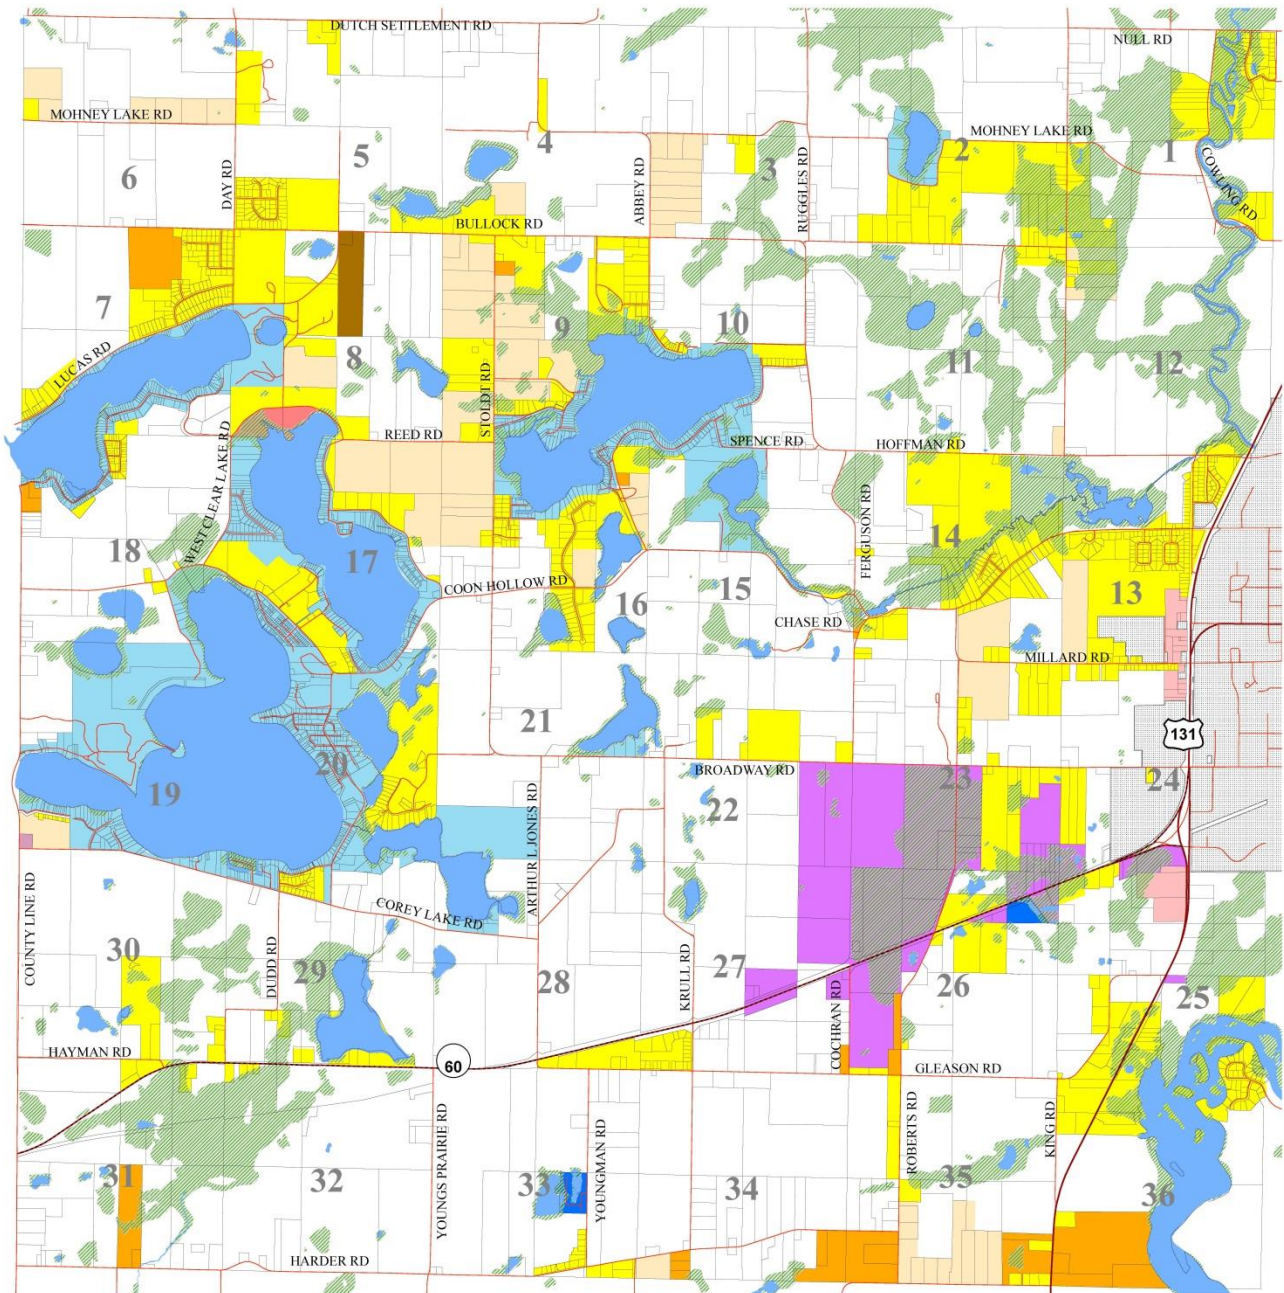 DUTCH SETTLEMENT RD
NULL RD
MOHNEY LAKE RD
MOHNEY LAKE RD
6
5
4
3
2
1
DAY RD
ABBEY RD
RUGGLES RD
COWLING RD
BULLOCK RD
7
8
9
10
11
12
LUCAS RD
STOLDT RD
REED RD
SPENCE RD
HOFFMAN RD
WEST CLEAR LAKE RD
FERGUSON RD
18
17
16
15
14
13
COON HOLLOW RD
CHASE RD
MILLARD RD
131
19
20
21
22
23
24
BROADWAY RD
ARTHUR L JONES RD
COUNTY LINE RD
COREY LAKE RD
DUDD RD
KRULL RD
COCHRAN RD
30
29
28
27
26
25
HAYMAN RD
60
GLEASON RD
YOUNGS PRAIRIE RD
YOUNGMAN RD
ROBERTS RD
KING RD
31
32
33
34
35
36
HARDER RD